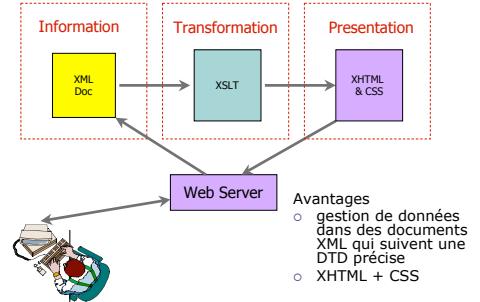 Information
Transformation
Presentation
XML
Doc
XSLT
XHTML
& CSS
Web Server
Avantages
○ gestion de données
dans des documents
XML qui suivent une
DTD précise
○ XHTML + CSS